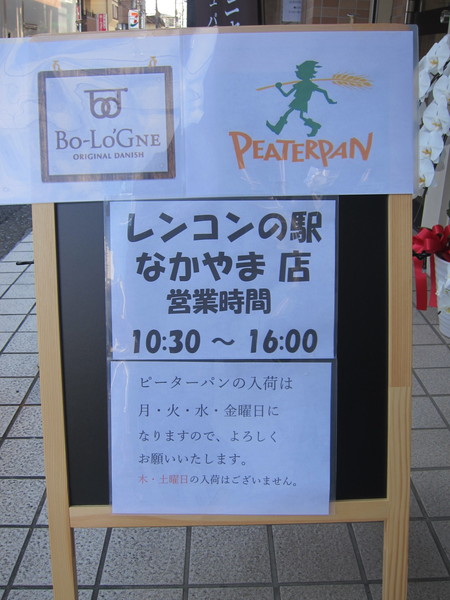 Bo-Lo'Gne
ORIGINAL DANISH
PEATERPAN
レンコンの駅
なかやま 店
営業時間
10:30 ～ 16:00
ピーターパンの入荷は
月・火・水・金曜日に
なりますので、よろしく
お願いいたします。
木・土曜日の入荷はございません。